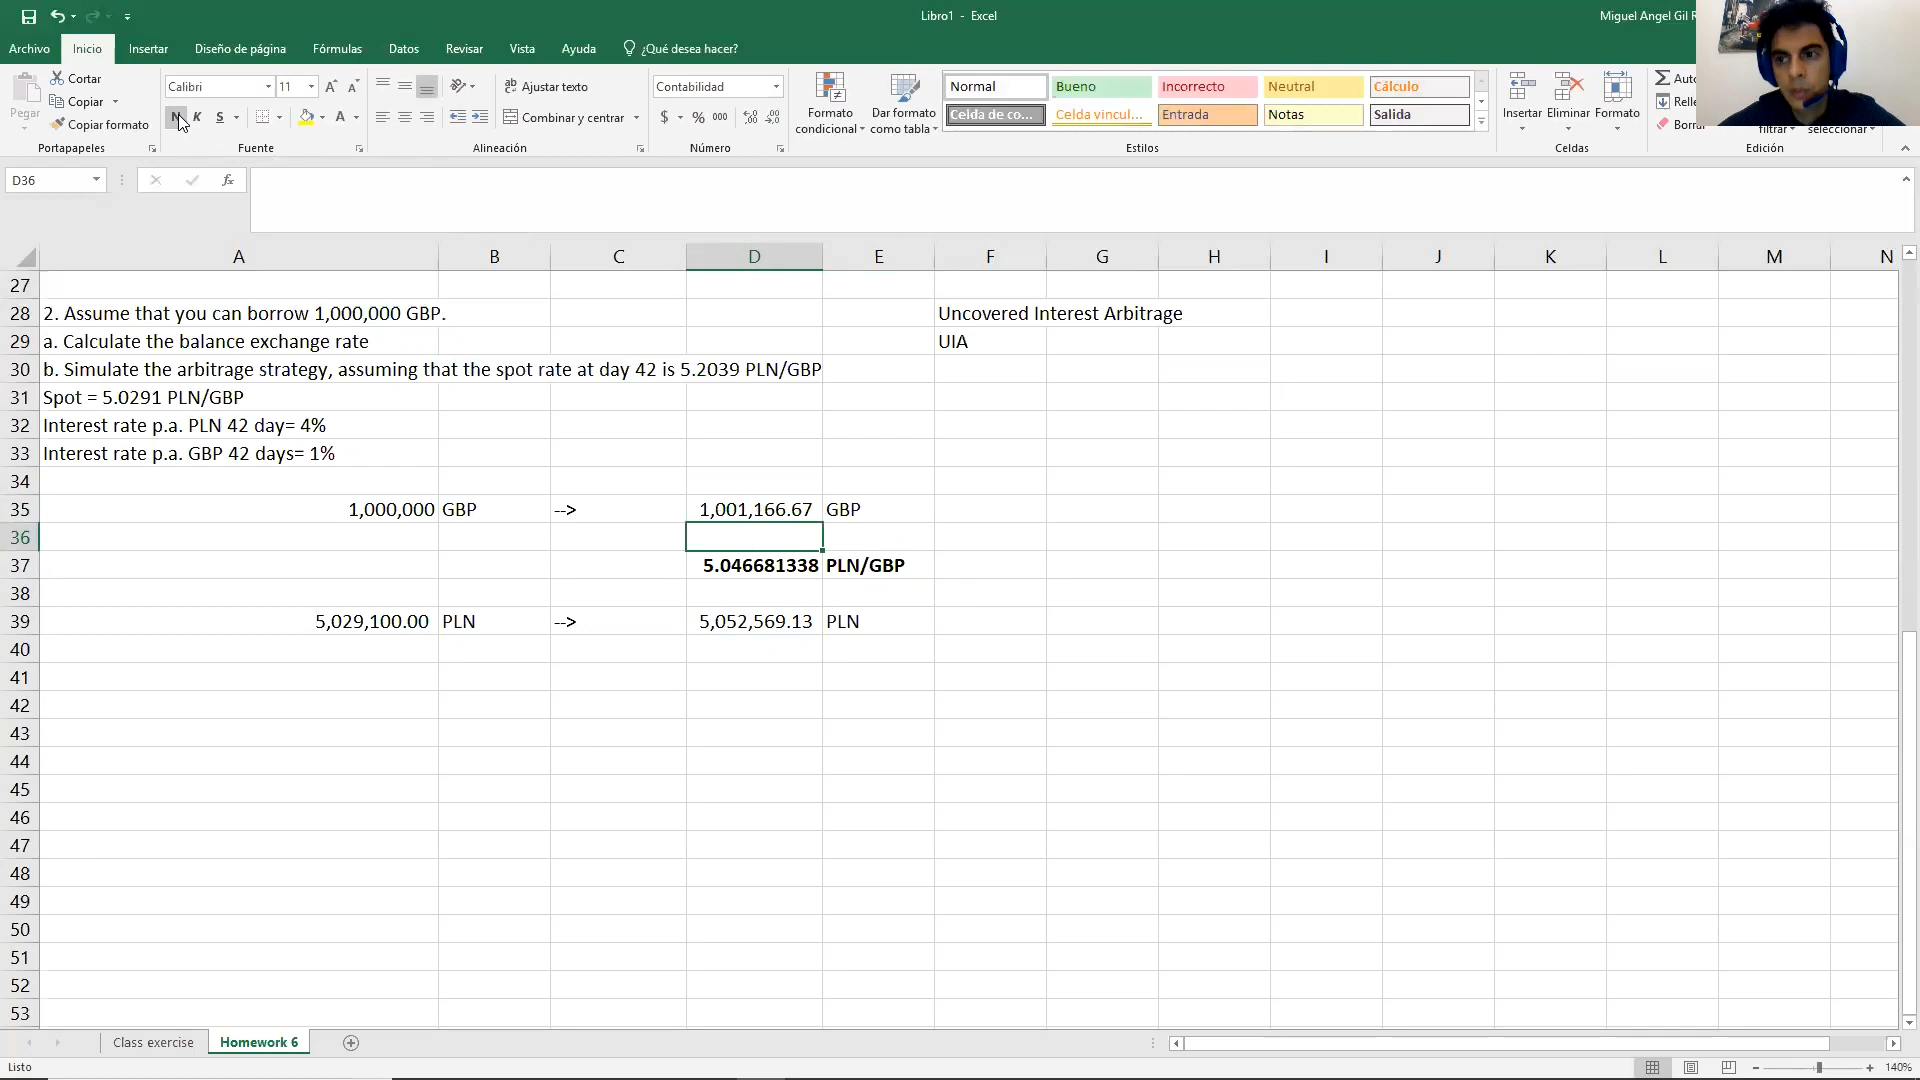 Libro1 - Excel
Miguel Angel Gil
Archivo Inicio Insertar Diseño de página Fórmulas Datos Revisar Vista Ayuda ¿Qué desea hacer?
Pegar
Cortar
Copiar
Copiar formato
Portapapeles
Calibri 11
N K S
Fuente
Ajustar texto
Combinar y centrar
Alineación
Contabilidad
$ % 000
Número
Formato condicional
Dar formato como tabla
Normal Bueno Incorrecto Neutral Cálculo
Celda de co... Celda vincul... Entrada Notas Salida
Estilos
Insertar Eliminar Formato
Celdas
Edición
D36
fx
A B C D E F G H I J K L M N
27
28 2. Assume that you can borrow 1,000,000 GBP. Uncovered Interest Arbitrage
29 a. Calculate the balance exchange rate UIA
30 b. Simulate the arbitrage strategy, assuming that the spot rate at day 42 is 5.2039 PLN/GBP
31 Spot = 5.0291 PLN/GBP
32 Interest rate p.a. PLN 42 day= 4%
33 Interest rate p.a. GBP 42 days= 1%
34
35 1,000,000 GBP --> 1,001,166.67 GBP
36
37 5.046681338 PLN/GBP
38
39 5,029,100.00 PLN --> 5,052,569.13 PLN
40
41
42
43
44
45
46
47
48
49
50
51
52
53
Class exercise Homework 6
Listo
140%